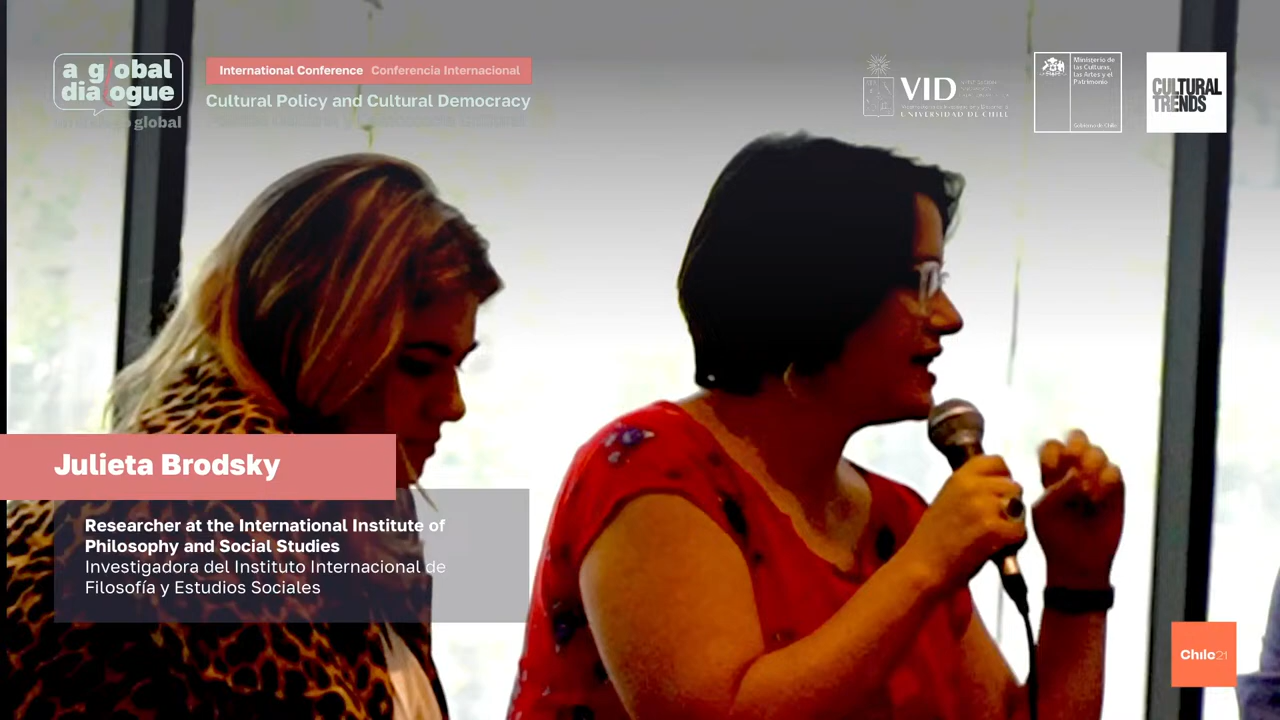 a global
dialogue
global
International Conference Conferencia Internacional
Cultural Policy and Cultural Democracy
VID
UNIVERSIDAD DE CHILE
Ministerio de
las Culturas,
las Artes y el
Patrimonio
Gobierno de Chile
CULTURAL
TRENDS
Julieta Brodsky
Researcher at the International Institute of
Philosophy and Social Studies
Investigadora del Instituto Internacional de
Filosofía y Estudios Sociales
Chilo21